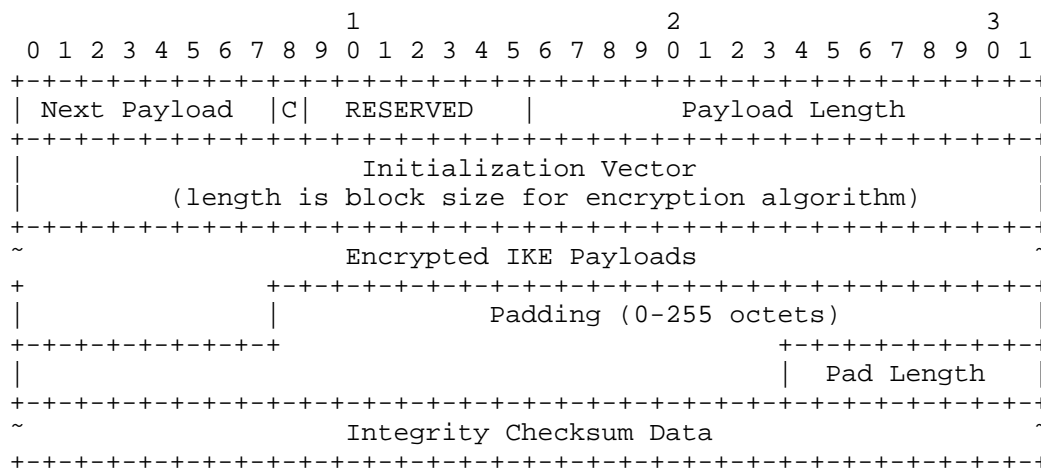 1                   2                   3
 0 1 2 3 4 5 6 7 8 9 0 1 2 3 4 5 6 7 8 9 0 1 2 3 4 5 6 7 8 9 0 1
+-+-+-+-+-+-+-+-+-+-+-+-+-+-+-+-+-+-+-+-+-+-+-+-+-+-+-+-+-+-+-+-+
| Next Payload  |C|  RESERVED   |         Payload Length        |
+-+-+-+-+-+-+-+-+-+-+-+-+-+-+-+-+-+-+-+-+-+-+-+-+-+-+-+-+-+-+-+-+
|                     Initialization Vector                     |
|         (length is block size for encryption algorithm)       |
+-+-+-+-+-+-+-+-+-+-+-+-+-+-+-+-+-+-+-+-+-+-+-+-+-+-+-+-+-+-+-+-+
~                    Encrypted IKE Payloads                     ~
+               +-+-+-+-+-+-+-+-+-+-+-+-+-+-+-+-+-+-+-+-+-+-+-+-+
|               |             Padding (0-255 octets)            |
+-+-+-+-+-+-+-+-+                               +-+-+-+-+-+-+-+-+
|                                               |  Pad Length   |
+-+-+-+-+-+-+-+-+-+-+-+-+-+-+-+-+-+-+-+-+-+-+-+-+-+-+-+-+-+-+-+-+
~                    Integrity Checksum Data                    ~
+-+-+-+-+-+-+-+-+-+-+-+-+-+-+-+-+-+-+-+-+-+-+-+-+-+-+-+-+-+-+-+-+